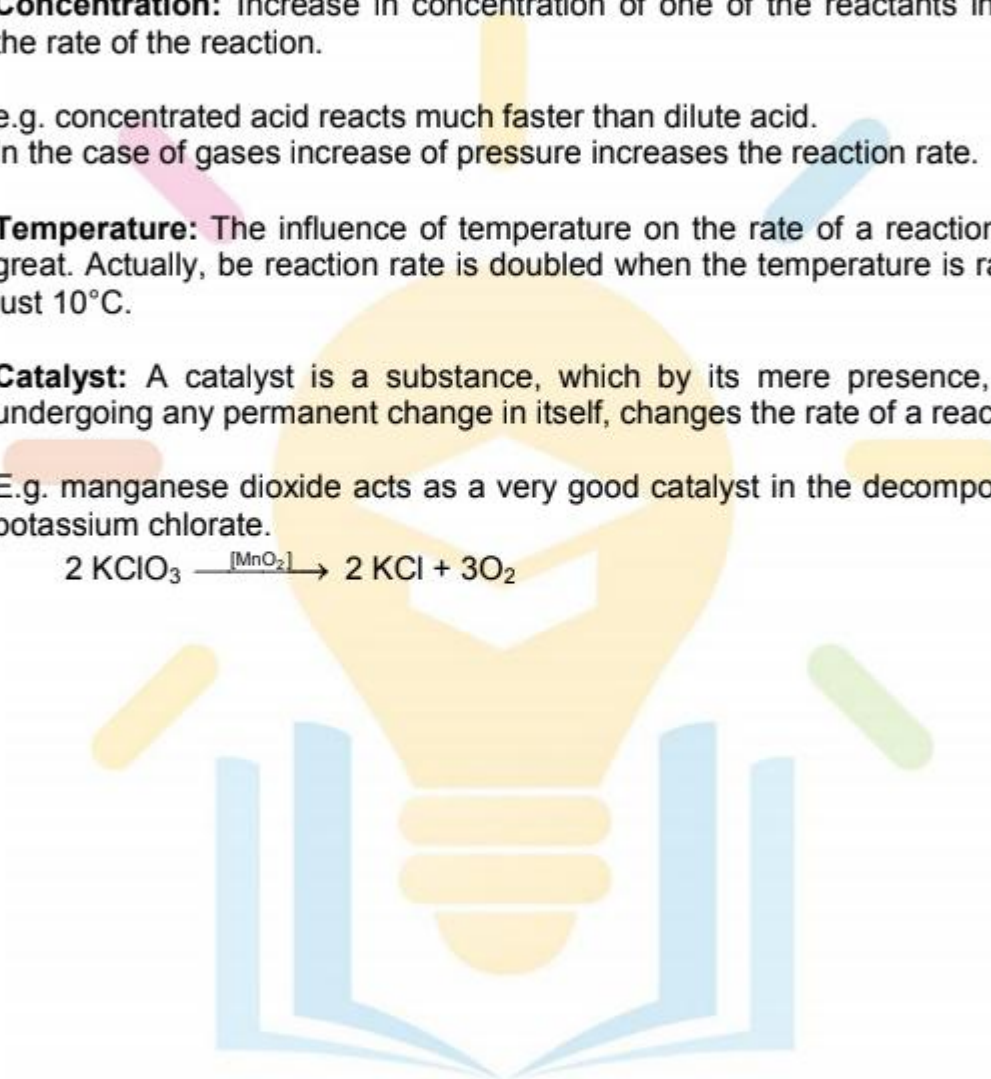 Concentration: Increase in concentration of one of the reactants in
the rate of the reaction.
e.g. concentrated acid reacts much faster than dilute acid.
in the case of gases increase of pressure increases the reaction rate.
Temperature: The influence of temperature on the rate of a reaction
great. Actually, be reaction rate is doubled when the temperature is ra
just 10°C.
Catalyst: A catalyst is a substance, which by its mere presence,
undergoing any permanent change in itself, changes the rate of a reac
E.g. manganese dioxide acts as a very good catalyst in the decompo
potassium chlorate.
2 KClO₃ —[MnO₂]→ 2 KCl + 3O₂